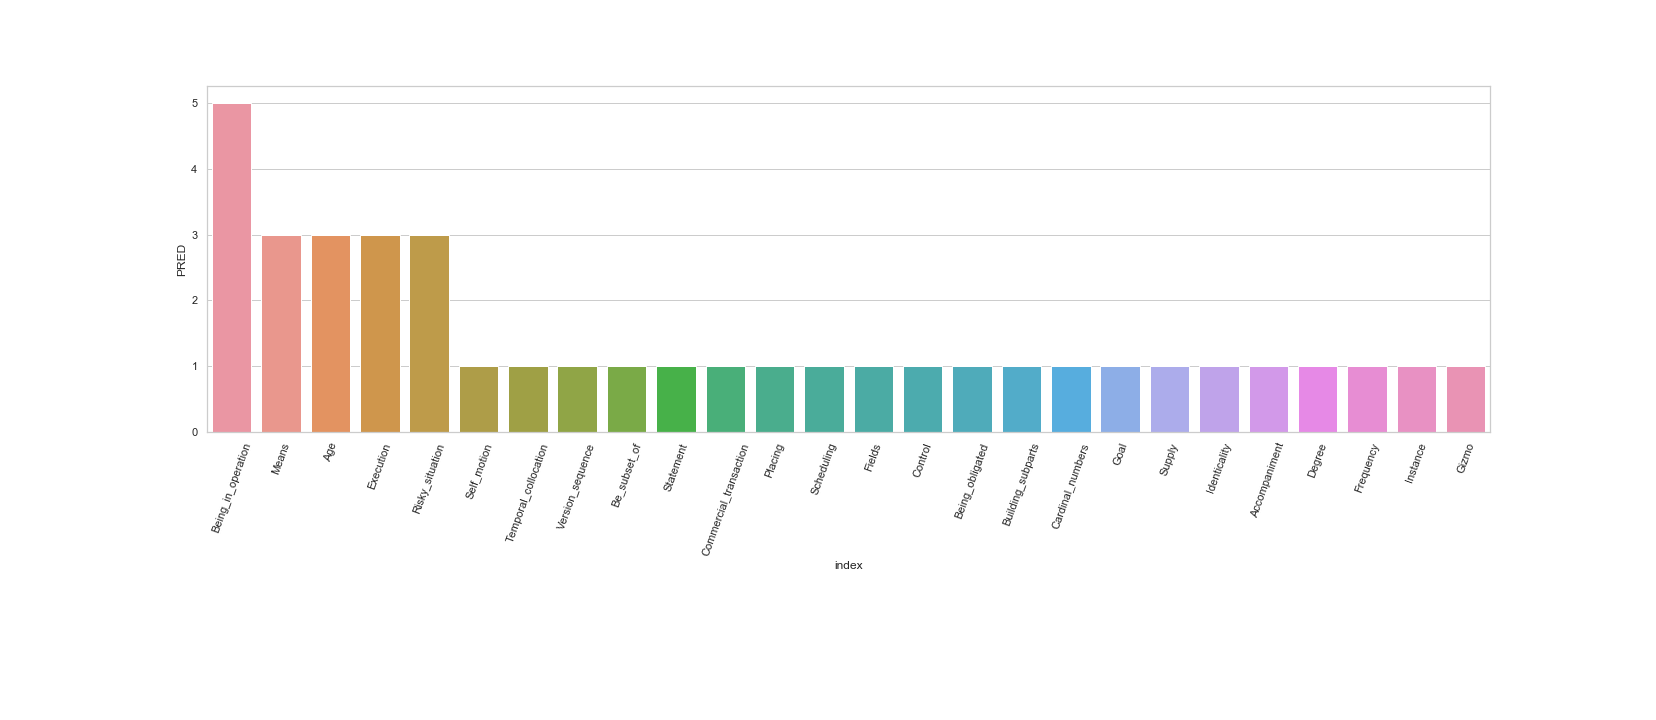 5
4
3
2
1
0
PRED
Being_in_operation
Means
Age
Execution
Risky_situation
Self_motion
Temporal_collocation
Version_sequence
Be_subset_of
Statement
Commercial_transaction
Placing
Scheduling
Fields
Control
Being_obligated
Building_subparts
Cardinal_numbers
Goal
Supply
Identicality
Accompaniment
Degree
Frequency
Instance
Gizmo
index